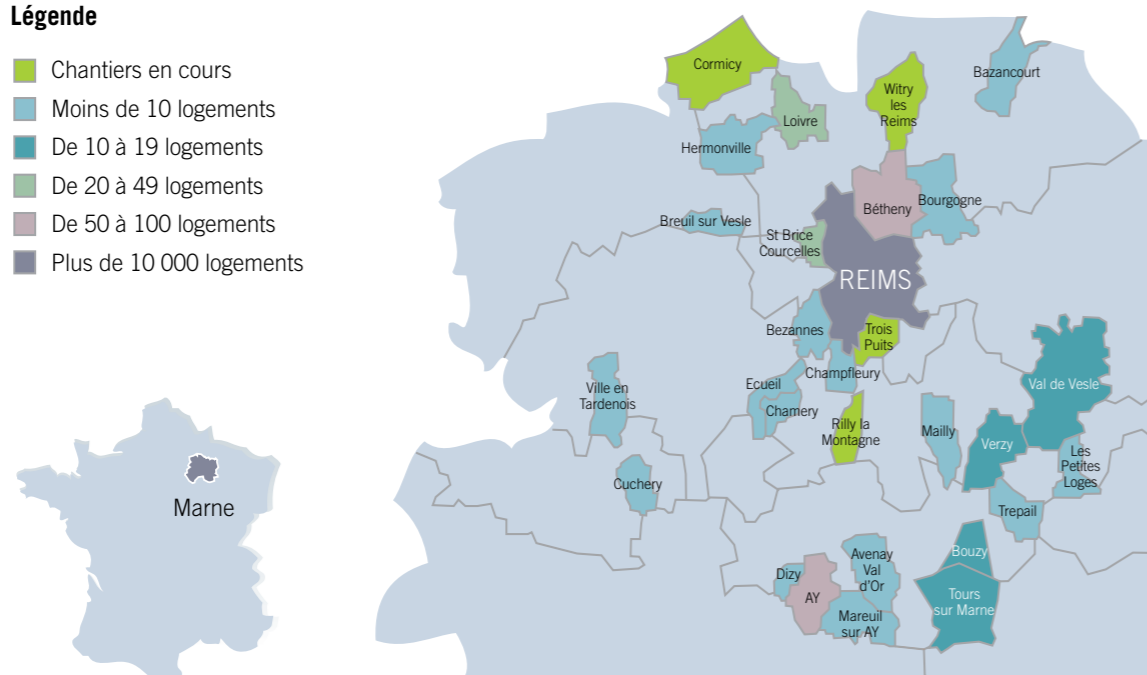 Légende
Chantiers en cours
Moins de 10 logements
De 10 à 19 logements
De 20 à 49 logements
De 50 à 100 logements
Plus de 10 000 logements
Marne
Cormicy
Witry
les
Reims
Bazancourt
Loivre
Hermonville
Bétheny
Bourgogne
Breuil sur Vesle
St Brice
Courcelles
REIMS
Bezannes
Trois
Puits
Champfleury
Val de Vesle
Ville en
Tardenois
Ecueil
Chamery
Rilly la
Montagne
Mailly
Verzy
Les
Petites
Loges
Cuchery
Trepail
Bouzy
Avenay
Val
d'Or
Dizy
AY
Tours
sur Marne
Mareuil
sur AY